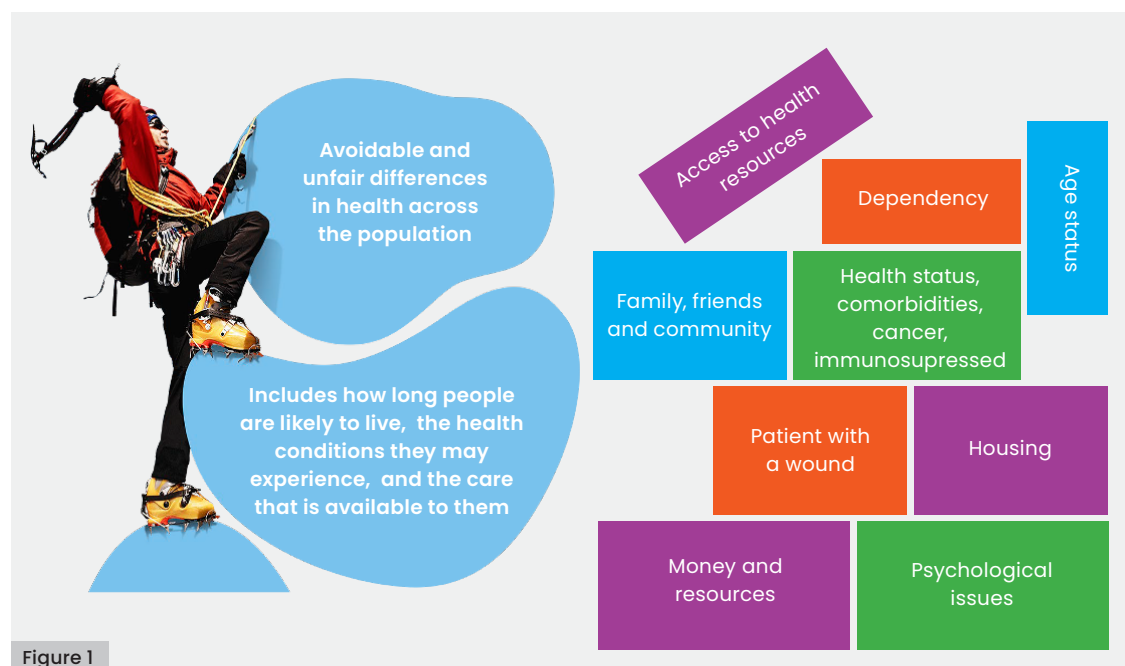 Avoidable and
unfair differences
in health across
the population
Includes how long people
are likely to live, the health
conditions they may
experience, and the care
that is available to them
Access to health
resources
Dependency
Age status
Family, friends
and community
Health status,
comorbidities,
cancer,
immunosupressed
Patient with
a wound
Housing
Money and
resources
Psychological
issues
Figure 1